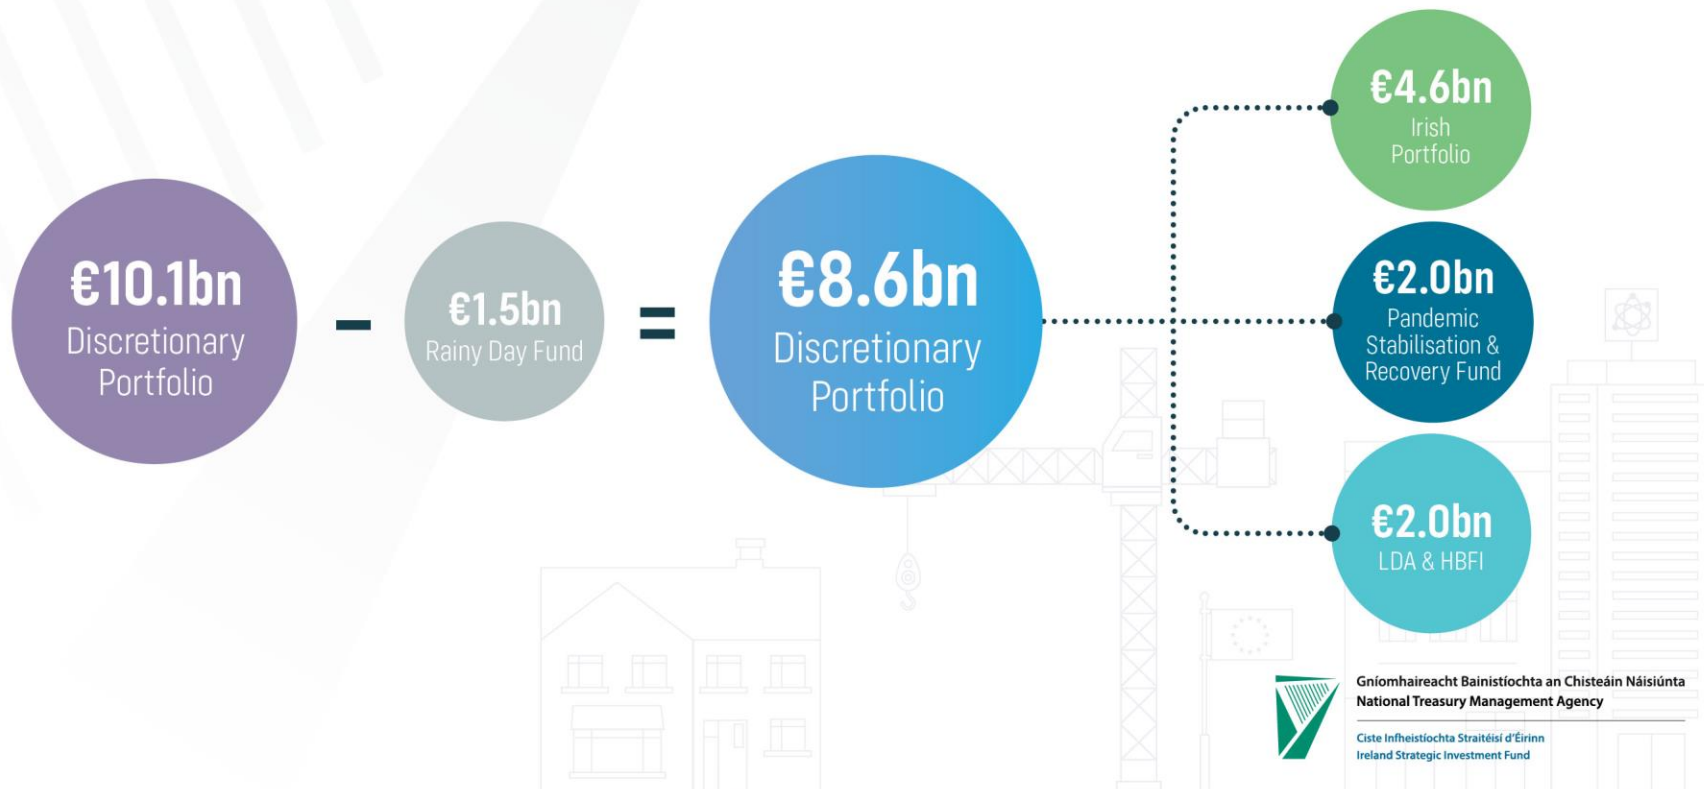 €10.1bn
Discretionary
Portfolio
–
€1.5bn
Rainy Day Fund
=
€8.6bn
Discretionary
Portfolio
€4.6bn
Irish
Portfolio
€2.0bn
Pandemic
Stabilisation &
Recovery Fund
€2.0bn
LDA & HBFI
Gníomhaireacht Bainistíochta an Chisteáin Náisiúnta
National Treasury Management Agency
Ciste Infheistíochta Straitéisí d'Éirinn
Ireland Strategic Investment Fund